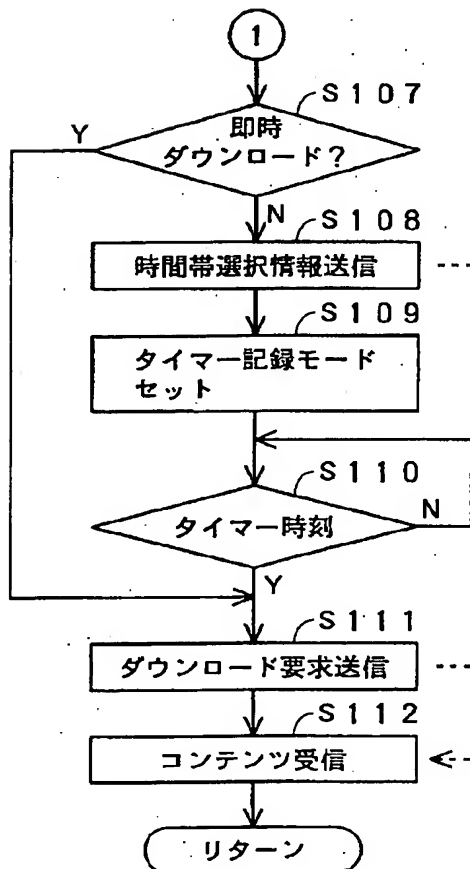 1
S107
Y
即時
ダウンロード？
N
S108
時間帯選択情報送信
S109
タイマー記録モード
セット
S110
タイマー時刻
N
Y
S111
ダウンロード要求送信
S112
コンテンツ受信
リターン